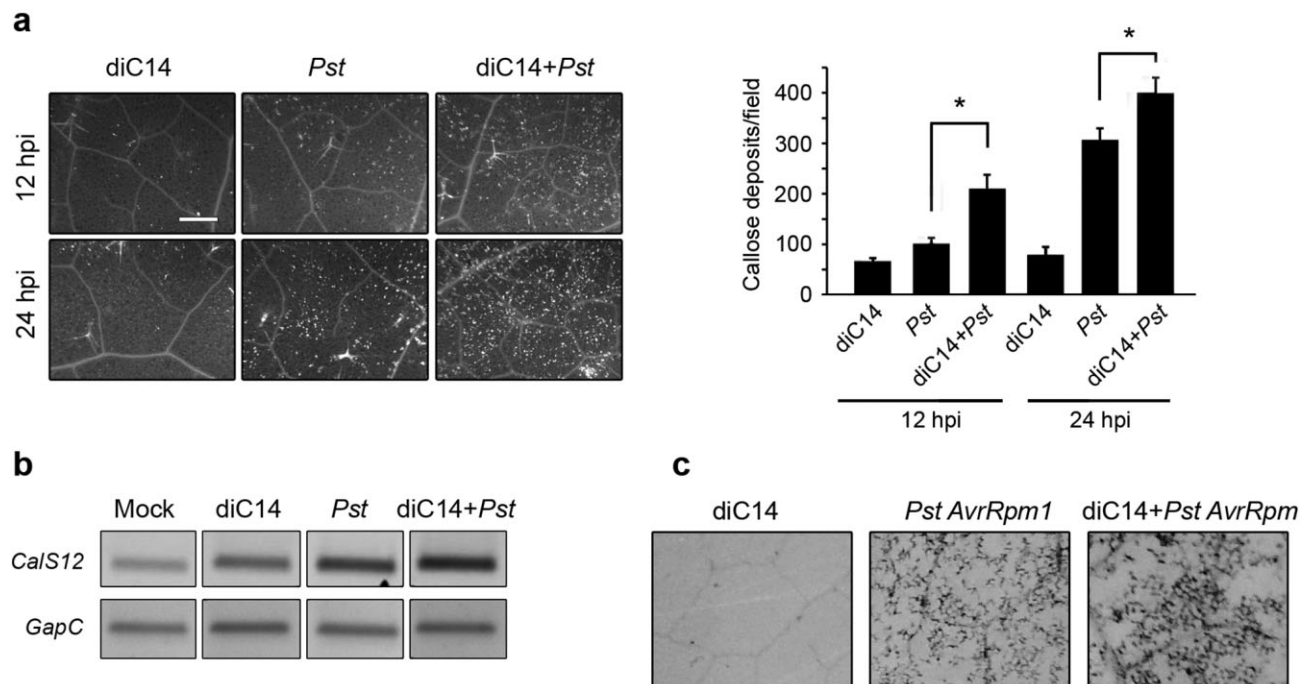 a
diC14 Pst diC14+Pst
12 hpi
24 hpi
Callose deposits/field
400
300
200
100
0
* *
diC14 Pst diC14+Pst diC14 Pst diC14+Pst
12 hpi 24 hpi
b
Mock diC14 Pst diC14+Pst
CalS12
GapC
c
diC14 Pst AvrRpm1 diC14+Pst AvrRpm